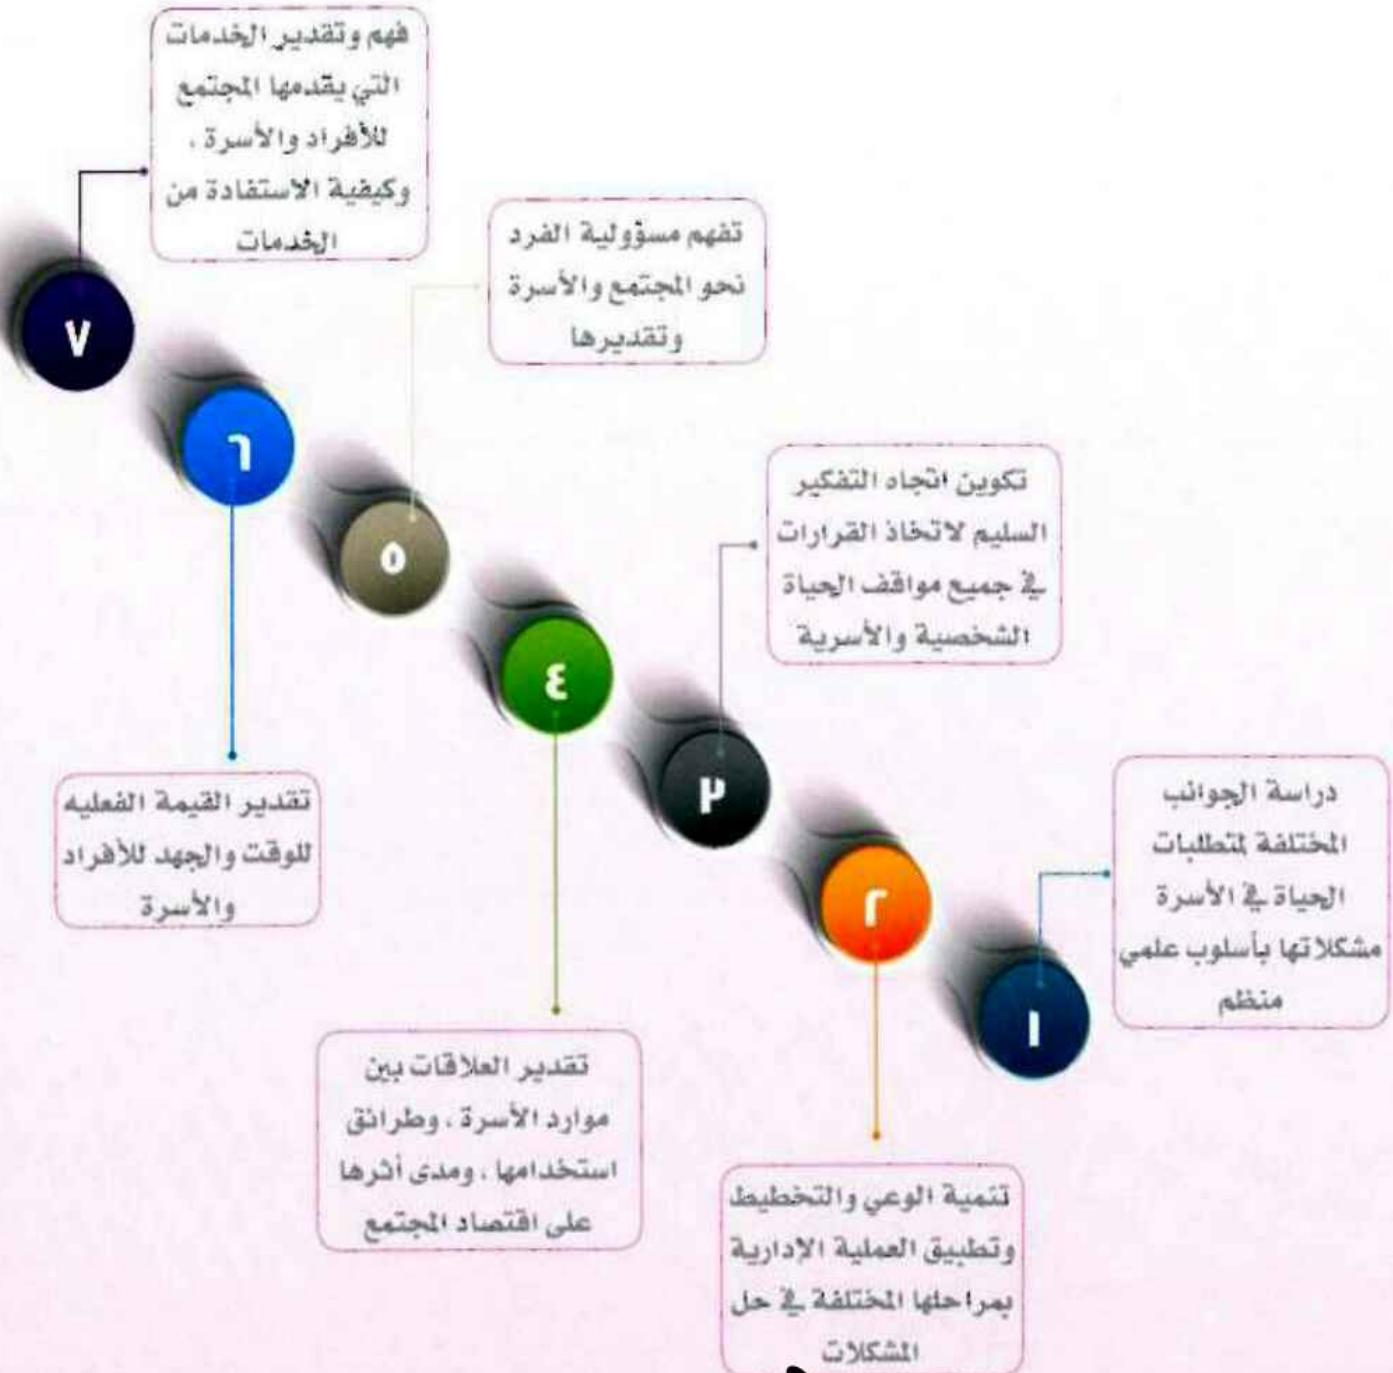 ١
دراسة الجوانب
المختلفة لمتطلبات
الحياة في الأسرة
مشكلاتها بأسلوب علمي
منظم
٢
تنمية الوعي والتخطيط
وتطبيق العملية الإدارية
بمراحلها المختلفة في حل
المشكلات
٣
تكوين اتجاه التفكير
السليم لاتخاذ القرارات
في جميع مواقف الحياة
الشخصية والأسرية
٤
تقدير العلاقات بين
موارد الأسرة ، وطرائق
استخدامها ، ومدى أثرها
على اقتصاد المجتمع
٥
تفهم مسؤولية الفرد
نحو المجتمع والأسرة
وتقديرها
٦
تقدير القيمة الفعليه
للوقت والجهد للأفراد
والأسرة
٧
فهم وتقدير الخدمات
التي يقدمها المجتمع
للأفراد والأسرة ،
وكيفية الاستفادة من
الخدمات